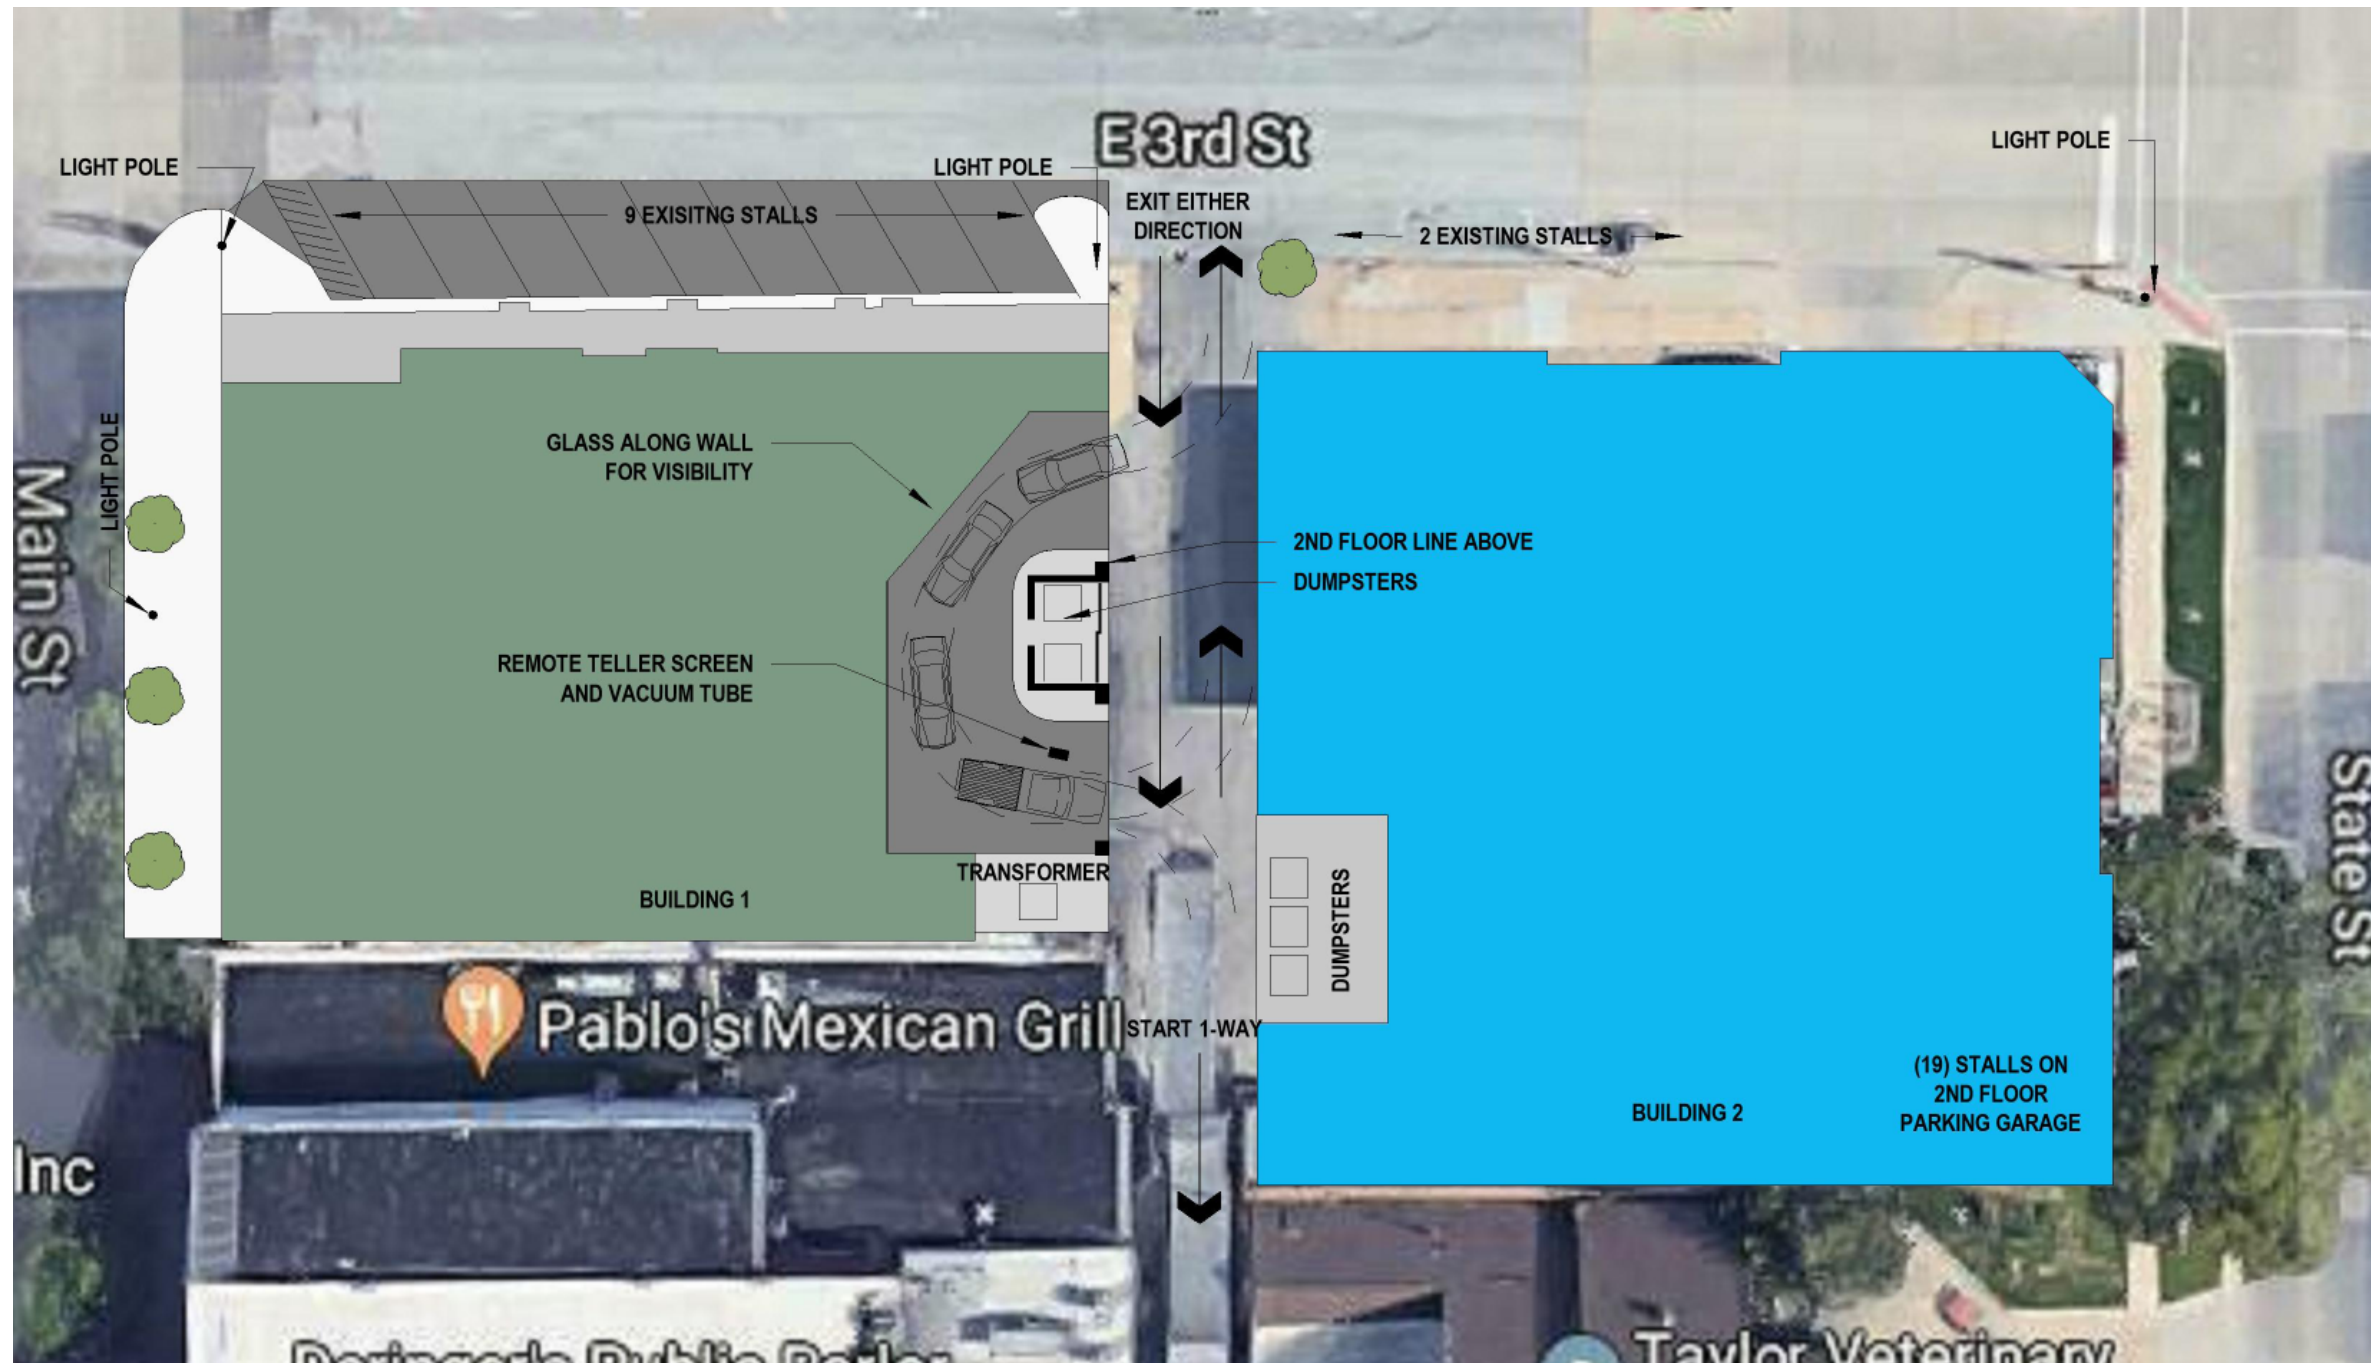 E 3rd St
LIGHT POLE
LIGHT POLE
LIGHT POLE
EXIT EITHER
DIRECTION
9 EXISITNG STALLS
2 EXISTING STALLS
LIGHT POLE
GLASS ALONG WALL
FOR VISIBILITY
Main St
2ND FLOOR LINE ABOVE
DUMPSTERS
REMOTE TELLER SCREEN
AND VACUUM TUBE
State St
TRANSFORMER
BUILDING 1
DUMPSTERS
Pablo's Mexican Grill
START 1-WAY
(19) STALLS ON
2ND FLOOR
PARKING GARAGE
BUILDING 2
Inc
Taylor Veterinary